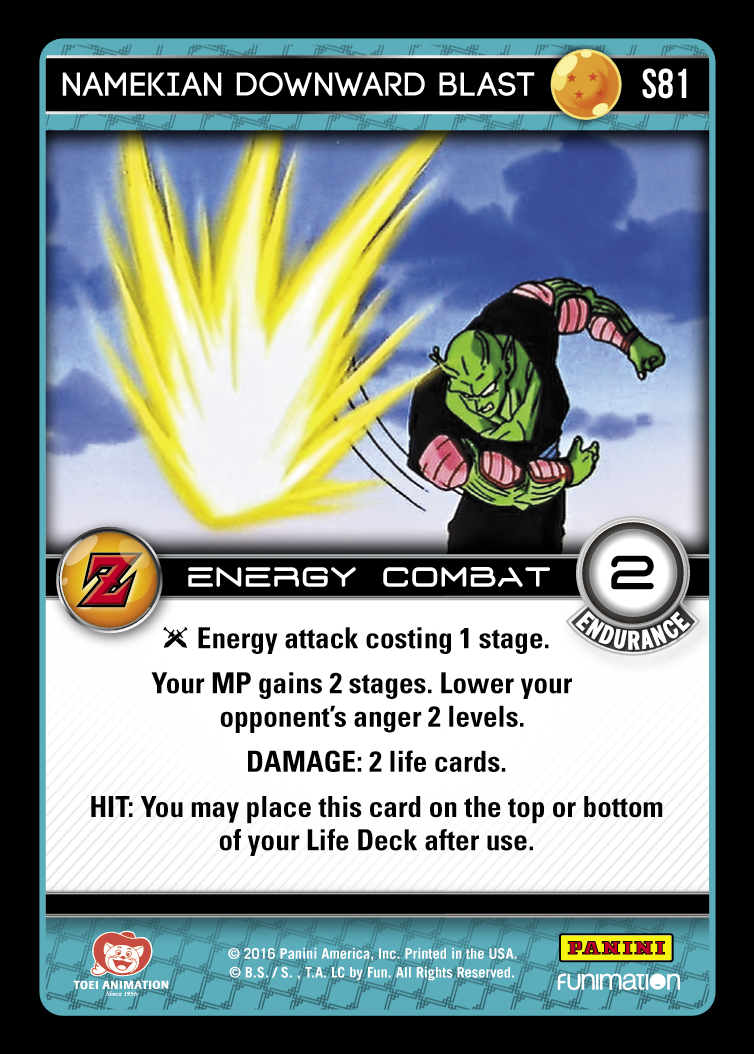 NAMEKIAN DOWNWARD BLAST S81
Z ENERGY COMBAT 2
ENDURANCE
Energy attack costing 1 stage.
Your MP gains 2 stages. Lower your
opponent's anger 2 levels.
DAMAGE: 2 life cards.
HIT: You may place this card on the top or bottom
of your Life Deck after use.
TOEI ANIMATION
Since 1956
© 2016 Panini America, Inc. Printed in the USA.
© B.S. / S. , T.A. LC by Fun. All Rights Reserved.
PANINI
FUNIMATION